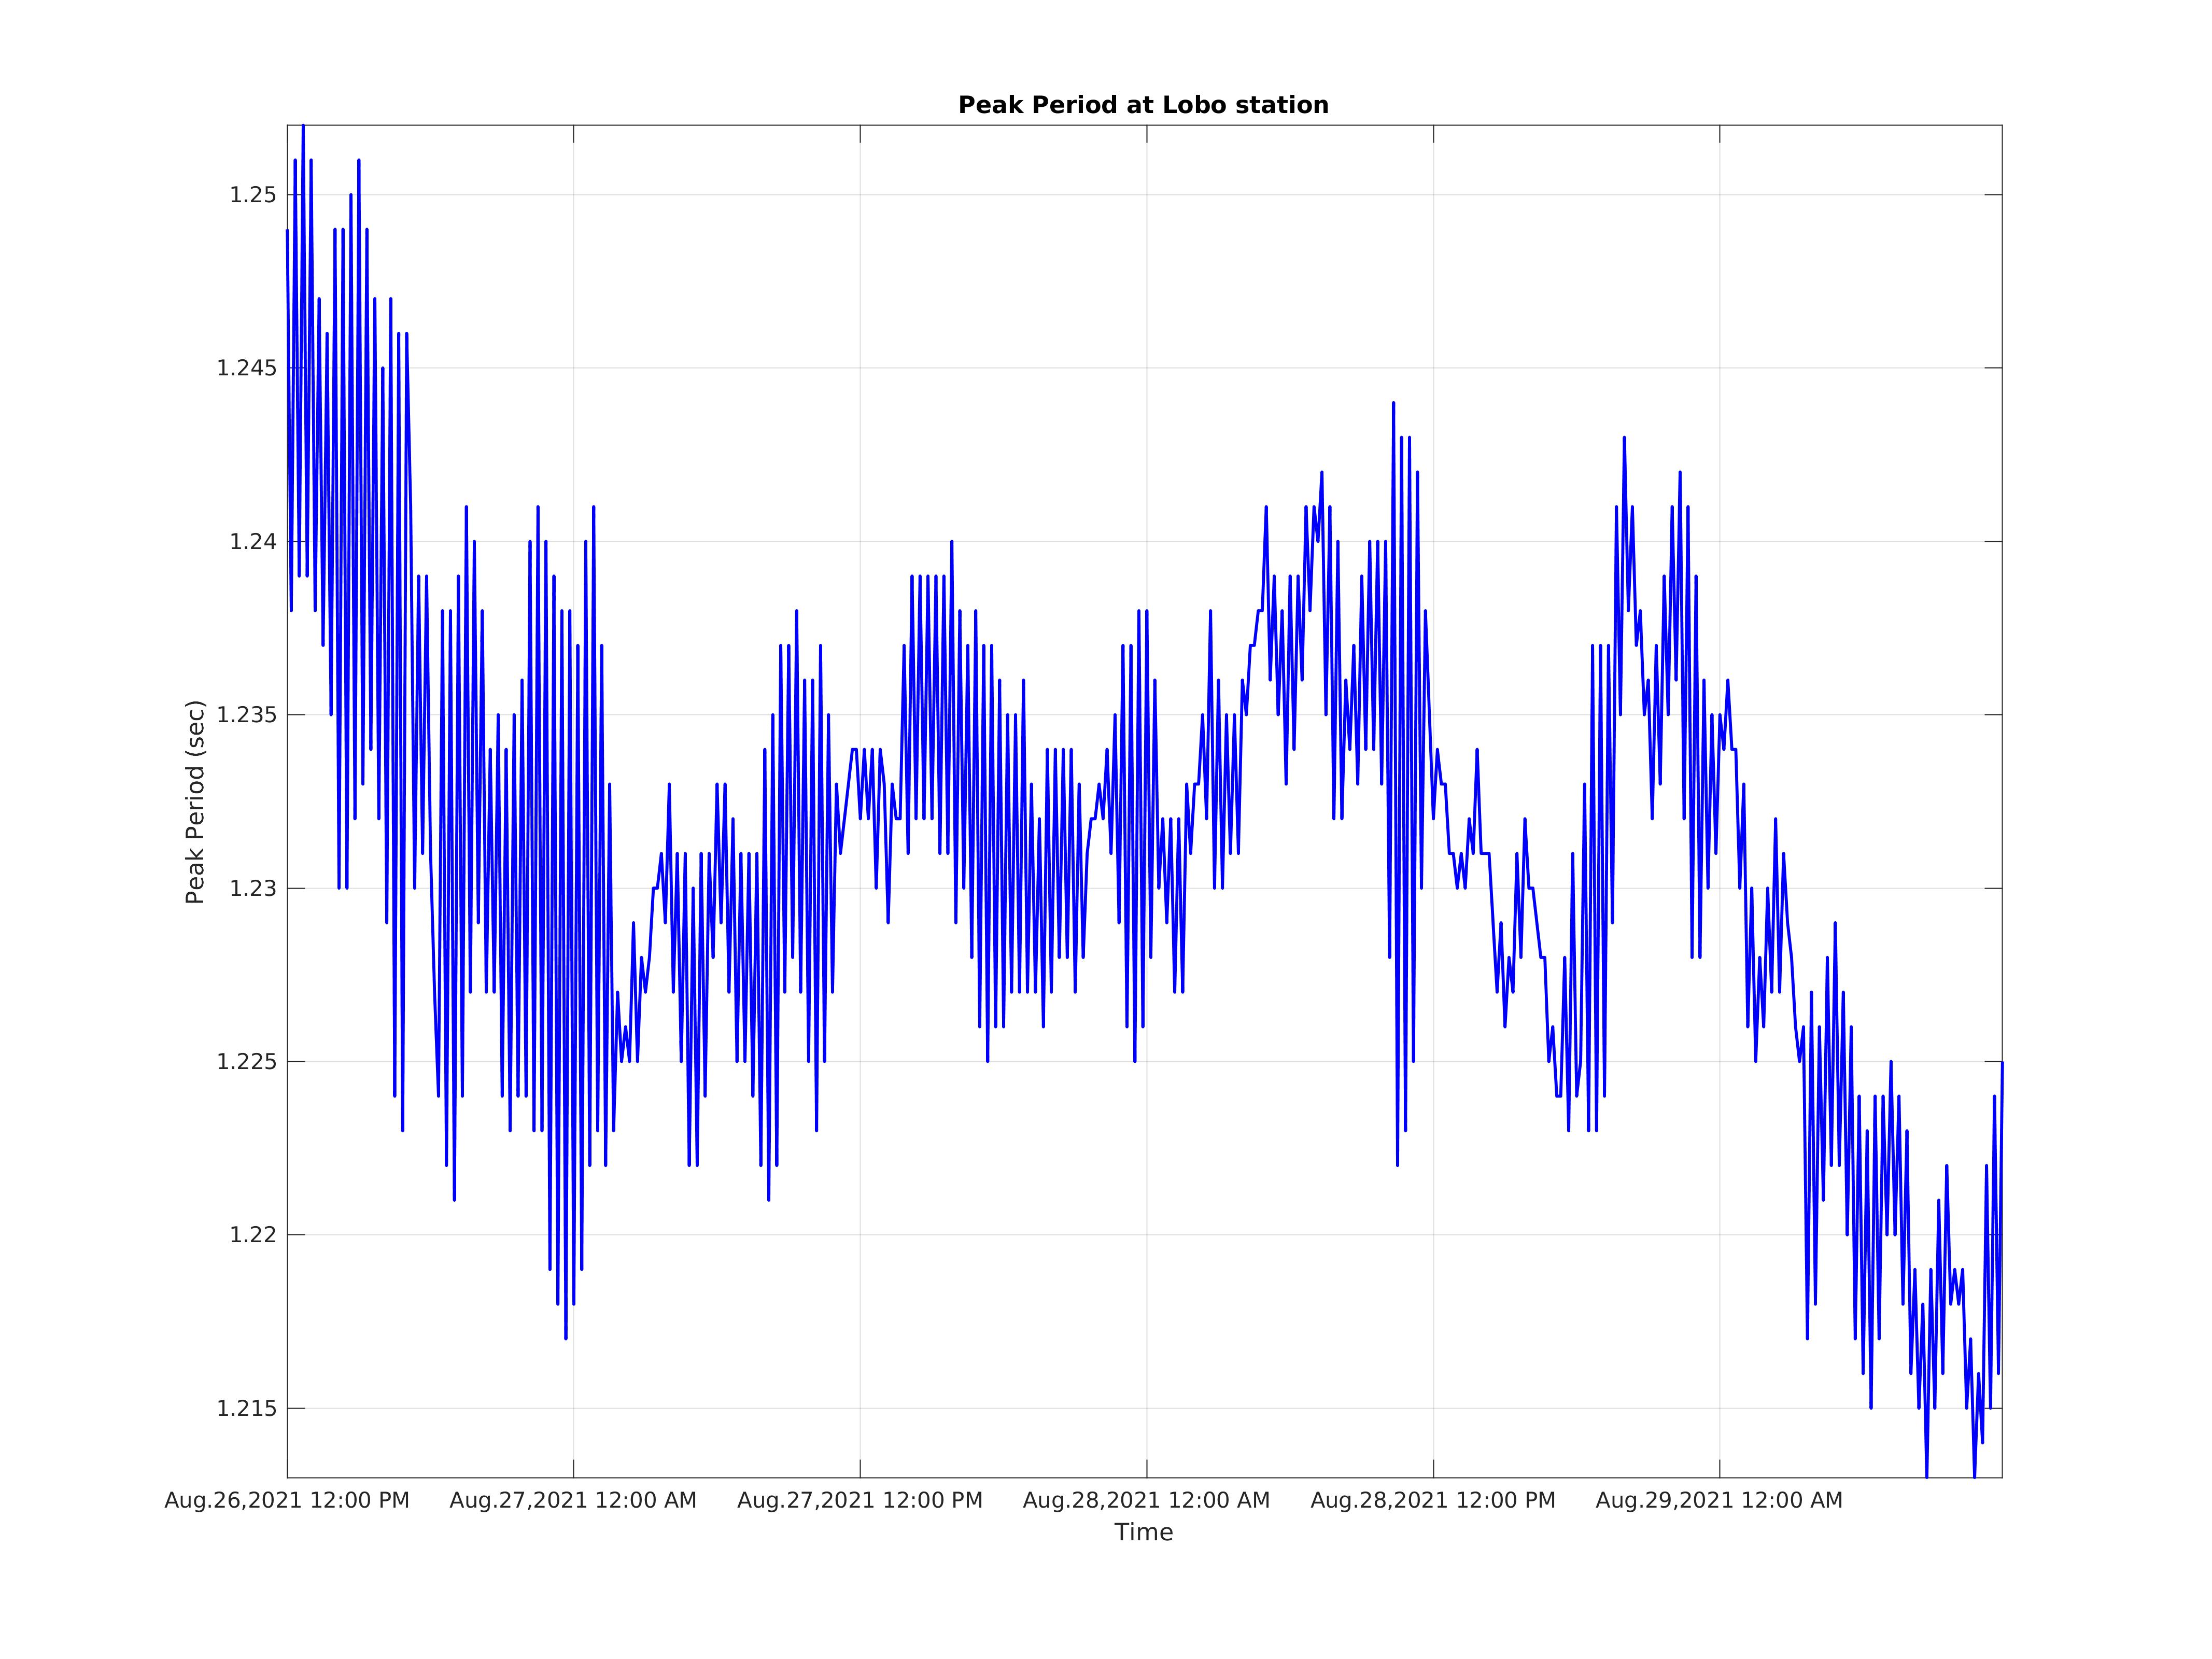 Peak Period at Lobo station
1.25
1.245
1.24
1.235
1.23
1.225
1.22
1.215
Peak Period (sec)
Aug.26,2021 12:00 PM Aug.27,2021 12:00 AM Aug.27,2021 12:00 PM Aug.28,2021 12:00 AM Aug.28,2021 12:00 PM Aug.29,2021 12:00 AM
Time